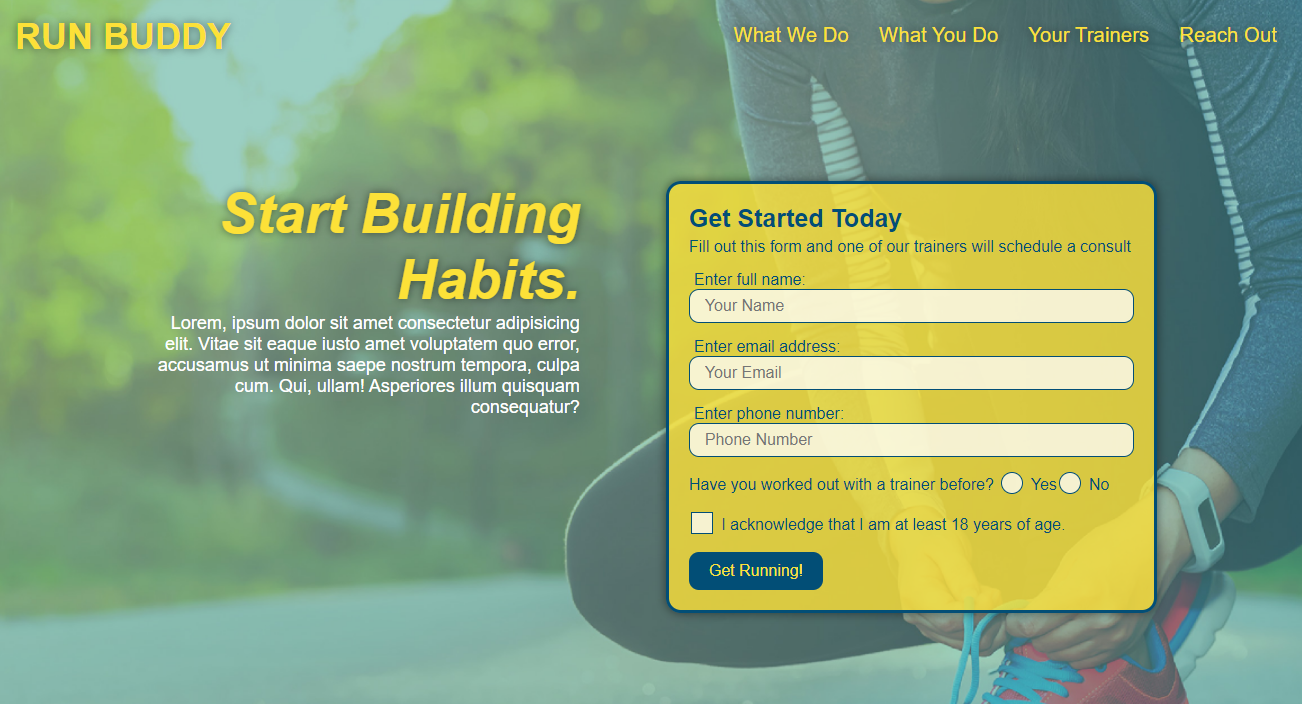 RUN BUDDY
What We Do What You Do Your Trainers Reach Out
Start Building
Habits.
Lorem, ipsum dolor sit amet consectetur adipisicing
elit. Vitae sit eaque iusto amet voluptatem quo error,
accusamus ut minima saepe nostrum tempora, culpa
cum. Qui, ullam! Asperiores illum quisquam
consequatur?
Get Started Today
Fill out this form and one of our trainers will schedule a consult
Enter full name:
Your Name
Enter email address:
Your Email
Enter phone number:
Phone Number
Have you worked out with a trainer before? Yes No
I acknowledge that I am at least 18 years of age.
Get Running!